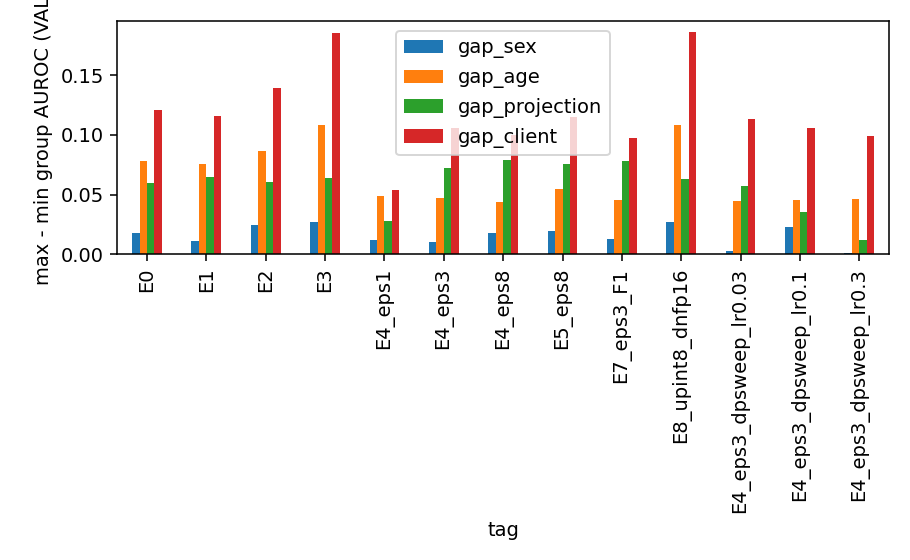 max - min group AUROC (VAL
0.15
0.10
0.05
0.00
gap_sex
gap_age
gap_projection
gap_client
E0
E1
E2
E3
E4_eps1
E4_eps3
E4_eps8
E5_eps8
E7_eps3_F1
E8_upint8_dnfp16
E4_eps3_dpsweep_lr0.03
E4_eps3_dpsweep_lr0.1
E4_eps3_dpsweep_lr0.3
tag